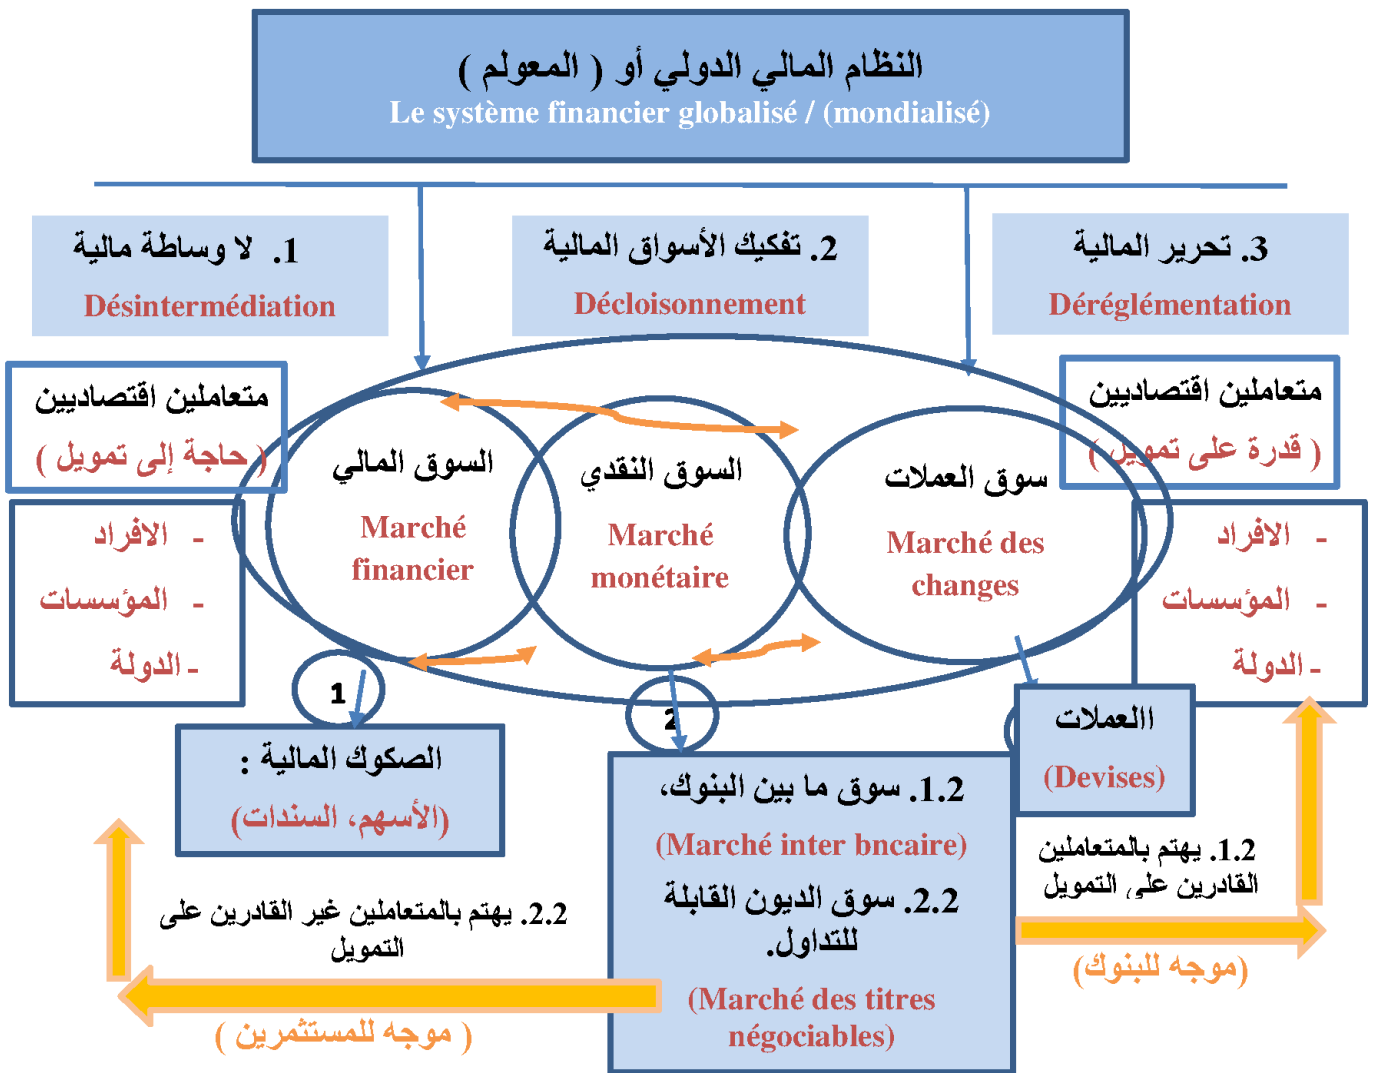 النظام المالي الدولي أو ( المعولم )
Le système financier globalisé / (mondialisé)
1. لا وساطة مالية
Désintermédiation
2. تفكيك الأسواق المالية
Décloisonnement
3. تحرير المالية
Déréglémentation
متعاملين اقتصاديين
( حاجة إلى تمويل )
- الافراد
- المؤسسات
- الدولة
السوق المالي
Marché
financier
السوق النقدي
Marché
monétaire
سوق العملات
Marché des
changes
متعاملين اقتصاديين
( قدرة على تمويل )
- الافراد
- المؤسسات
- الدولة
1
الصكوك المالية :
(الأسهم، السندات)
2
1.2. سوق ما بين البنوك،
(Marché inter bncaire)
2.2. سوق الديون القابلة
للتداول.
(Marché des titres
négociables)
االعملات
(Devises)
1.2. يهتم بالمتعاملين
القادرين على التمويل
(موجه للبنوك)
2.2. يهتم بالمتعاملين غير القادرين على
التمويل
( موجه للمستثمرين )